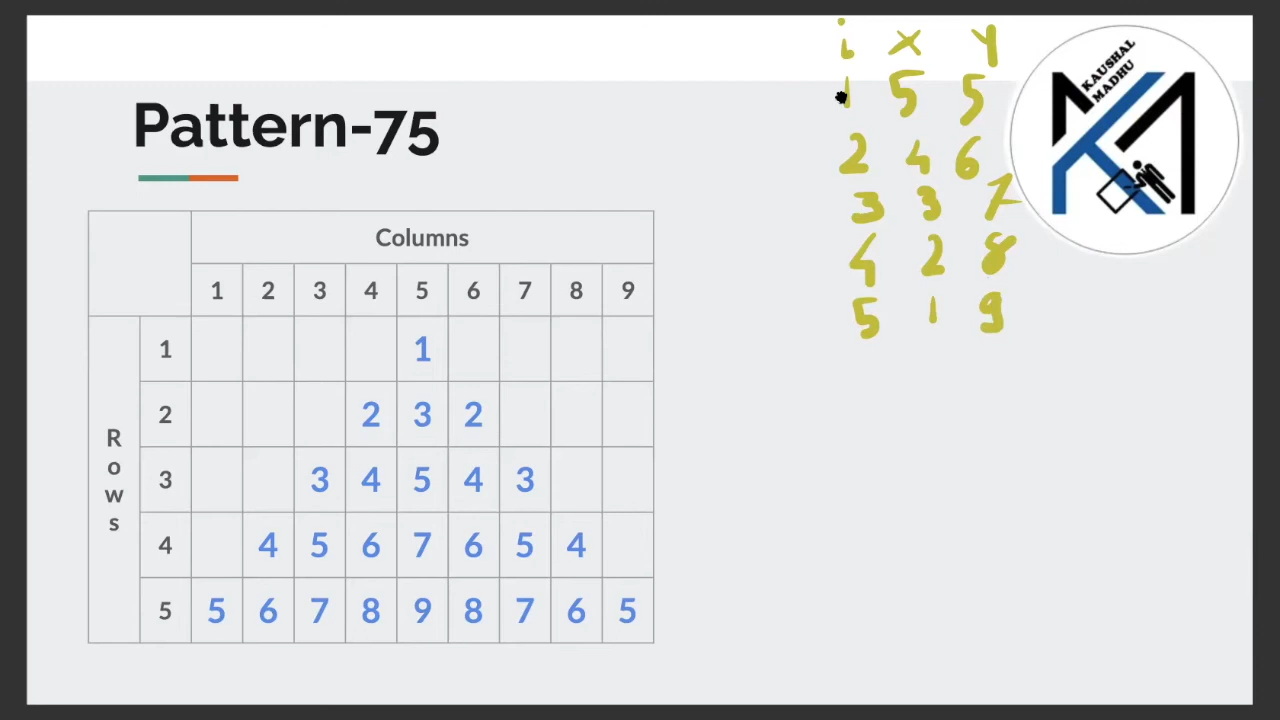 i x y
1 5 5
2 4 6
3 3 7
4 2 8
5 1 9
KAUSHAL
MADHU
Pattern-75
Columns
1 2 3 4 5 6 7 8 9
Rows
1 1
2 2 3 2
3 3 4 5 4 3
4 4 5 6 7 6 5 4
5 5 6 7 8 9 8 7 6 5